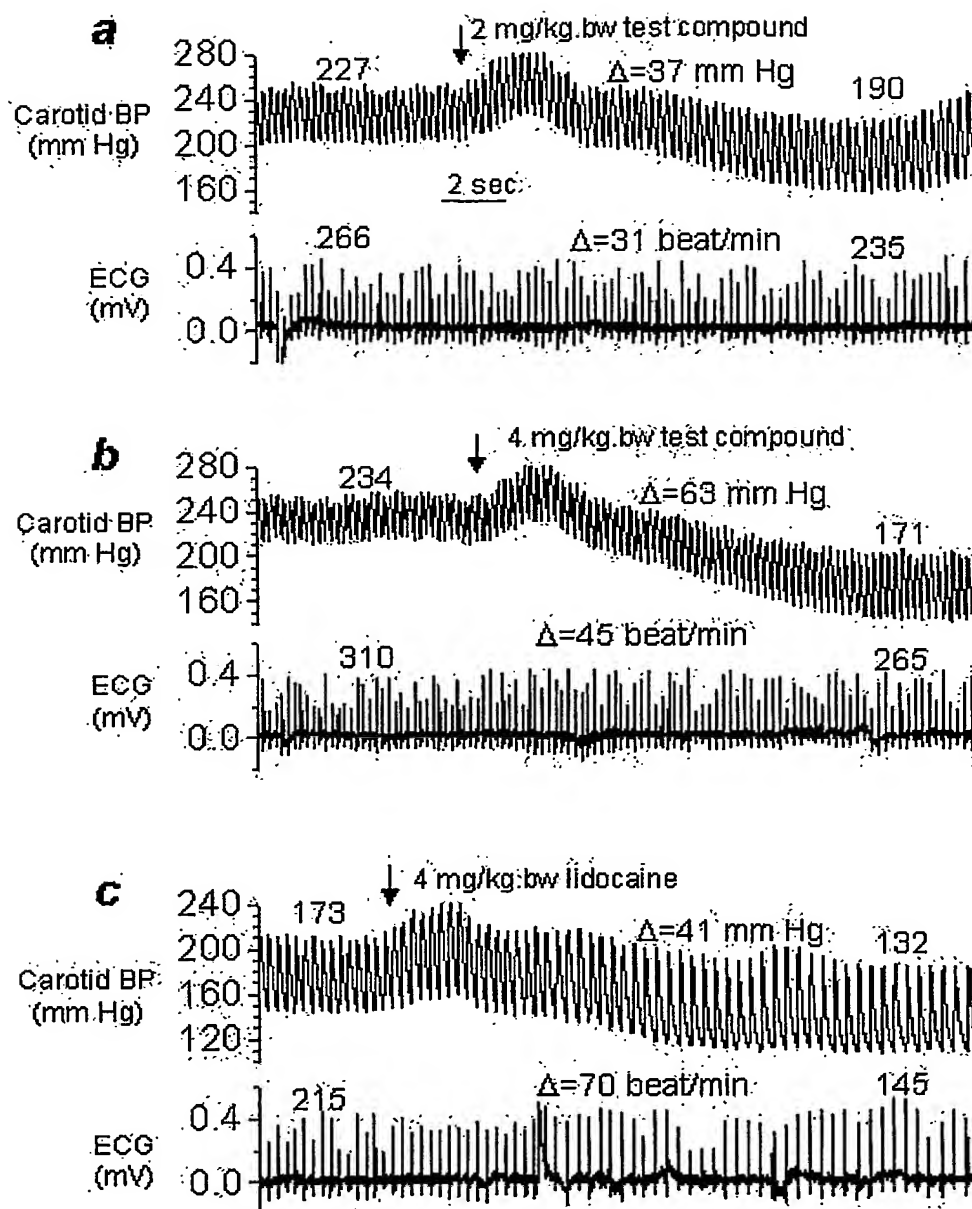 a
2 mg/kg.bw test compound
280
227
Δ=37 mm Hg
190
240
Carotid BP
(mm Hg)
200
160
2 sec
266
Δ=31 beat/min
235
ECG
(mV)
0.4
0.0
b
4 mg/kg.bw test compound
280
234
Δ=63 mm Hg
240
Carotid BP
(mm Hg)
200
171
160
Δ=45 beat/min
310
265
ECG
(mV)
0.4
0.0
c
4 mg/kg.bw lidocaine
240
173
Δ=41 mm Hg
132
200
Carotid BP
(mm Hg)
160
120
215
Δ=70 beat/min
145
ECG
(mV)
0.4
0.0